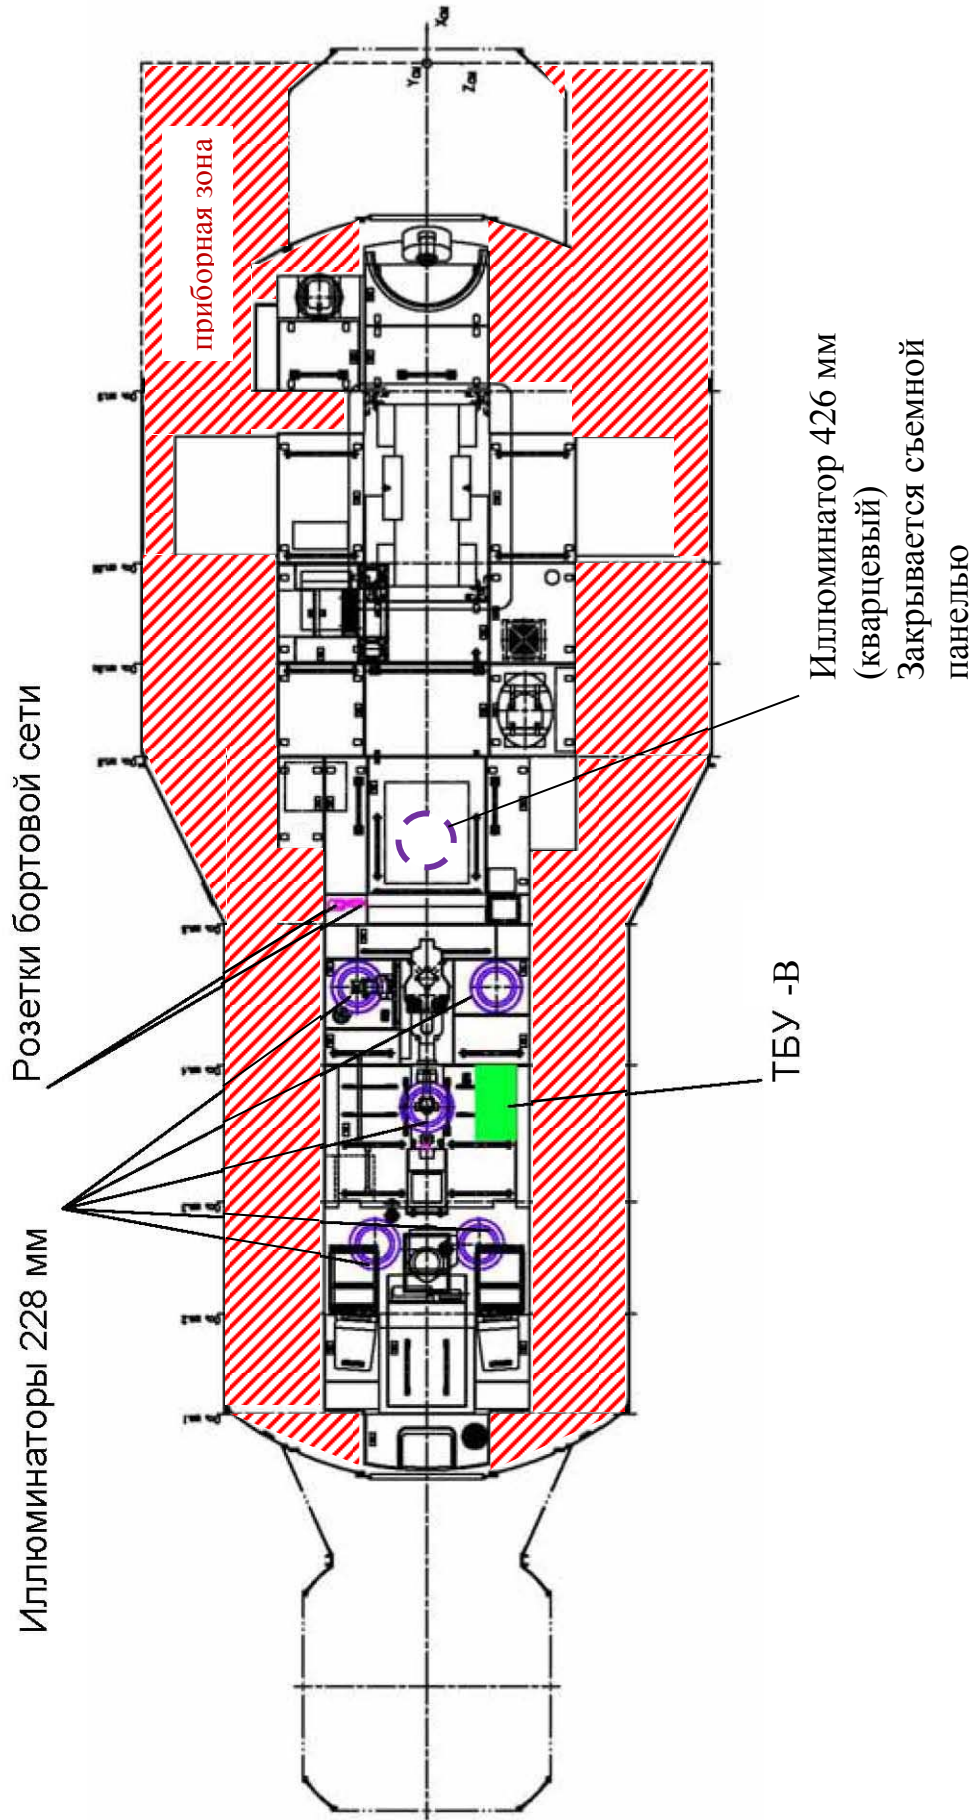 Розетки бортовой сети
Иллюминаторы 228 мм
приборная зона
Иллюминатор 426 мм
(кварцевый)
Закрывается съемной
панелью
ТБУ -В